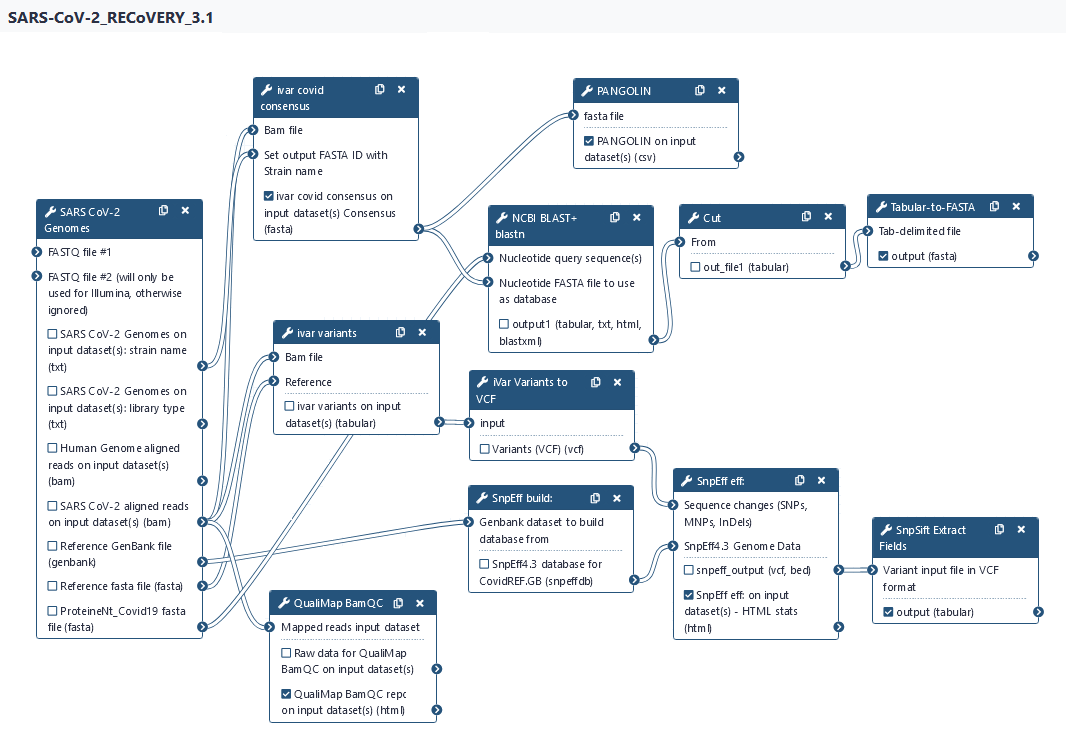 SARS-CoV-2_RECoVERY_3.1
ivar covid
consensus
Bam file
Set output FASTA ID with
Strain name
ivar covid consensus on
input dataset(s) Consensus
(fasta)
PANGOLIN
fasta file
PANGOLIN on input
dataset(s) (csv)
SARS CoV-2
Genomes
FASTQ file #1
FASTQ file #2 (will only be
used for Illumina, otherwise
ignored)
SARS CoV-2 Genomes on
input dataset(s): strain name
(txt)
SARS CoV-2 Genomes on
input dataset(s): library type
(txt)
Human Genome aligned
reads on input dataset(s)
(bam)
SARS CoV-2 aligned reads
on input dataset(s) (bam)
Reference GenBank file
(genbank)
Reference fasta file (fasta)
ProteineNt_Covid19 fasta
file (fasta)
NCBI BLAST+
blastn
Nucleotide query sequence(s)
Nucleotide FASTA file to use
as database
output1 (tabular, txt, html,
blastxml)
Cut
From
out_file1 (tabular)
Tabular-to-FASTA
Tab-delimited file
output (fasta)
ivar variants
Bam file
Reference
ivar variants on input
dataset(s) (tabular)
iVar Variants to
VCF
input
Variants (VCF) (vcf)
SnpEff build:
Genbank dataset to build
database from
SnpEff4.3 database for
CovidREF.GB (snpeffdb)
SnpEff eff:
Sequence changes (SNPs,
MNPs, InDels)
SnpEff4.3 Genome Data
snpeff_output (vcf, bed)
SnpEff eff: on input
dataset(s) - HTML stats
(html)
SnpSift Extract
Fields
Variant input file in VCF
format
output (tabular)
QualiMap BamQC
Mapped reads input dataset
Raw data for QualiMap
BamQC on input dataset(s)
QualiMap BamQC repc
on input dataset(s) (html)